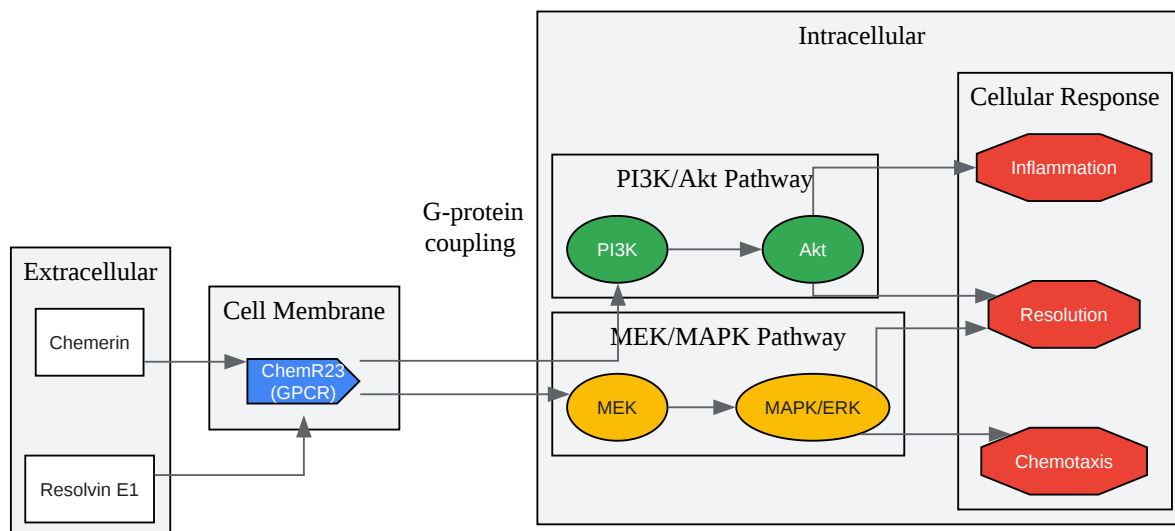 Intracellular
Cellular Response
Inflammation
PI3K/Akt Pathway
G-protein
coupling
PI3K
Akt
Extracellular
Cell Membrane
Resolution
Chemerin
MEK/MAPK Pathway
ChemR23
(GPCR)
MEK
MAPK/ERK
Chemotaxis
Resolvin E1